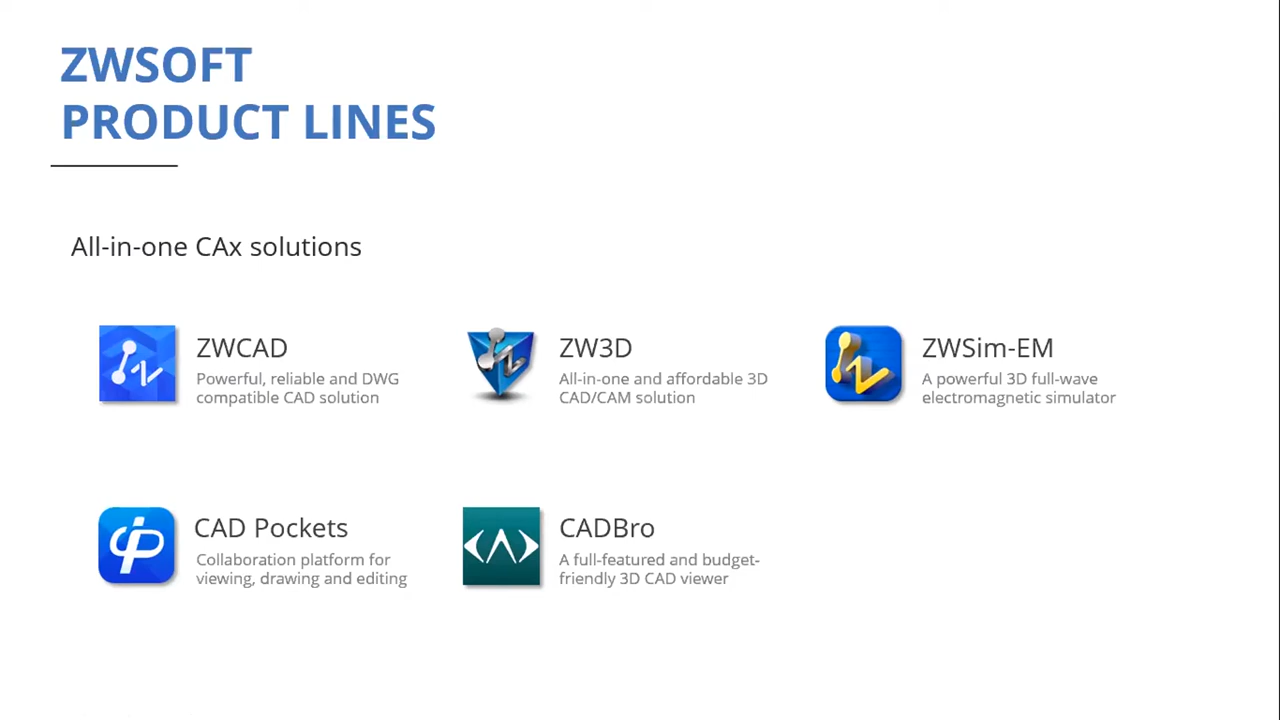 ZWSOFT
PRODUCT LINES
All-in-one CAx solutions
ZWCAD
Powerful, reliable and DWG
compatible CAD solution
ZW3D
All-in-one and affordable 3D
CAD/CAM solution
ZWSim-EM
A powerful 3D full-wave
electromagnetic simulator
CAD Pockets
Collaboration platform for
viewing, drawing and editing
CADBro
A full-featured and budget-
friendly 3D CAD viewer